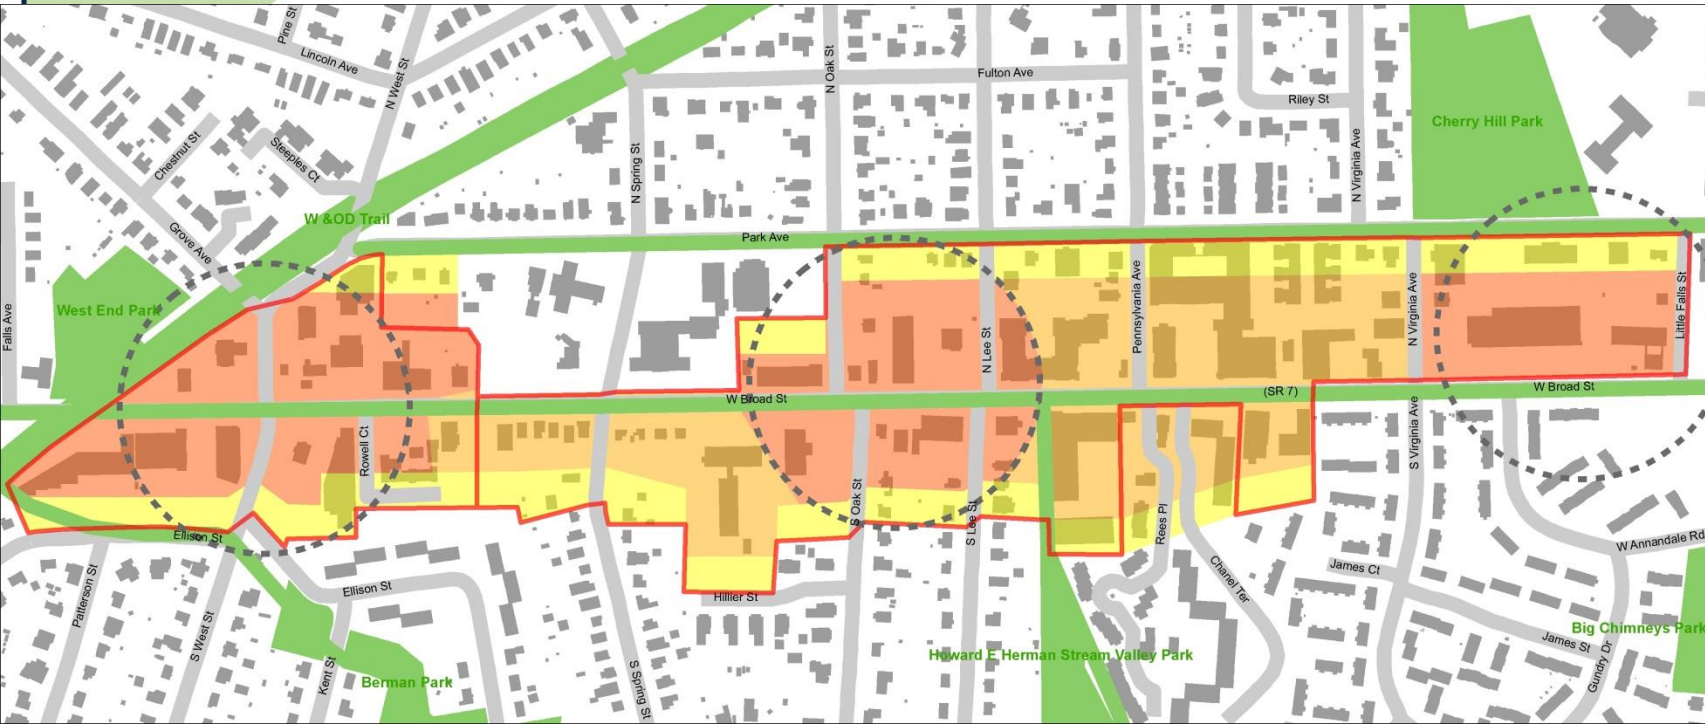 Pine St
Lincoln Ave
N West St
N Oak St
Fulton Ave
Riley St
Cherry Hill Park
Chestnut St
Steeples Ct
N Spring St
N Virginia Ave
W &OD Trail
Grove Ave
Park Ave
West End Park
Falls Ave
N Lee St
Pennsylvania Ave
N Virginia Ave
Little Falls St
W Broad St
(SR 7)
W Broad St
Rowell Ct
S Oak St
S Lee St
Rees Pl
S Virginia Ave
Ellison St
W Annandale Rd
Patterson St
Ellison St
Hillier St
Chanel Ter
James Ct
S West St
Kent St
Berman Park
S Spring St
Howard E Herman Stream Valley Park
Big Chimneys Park
James St
Gundry Dr